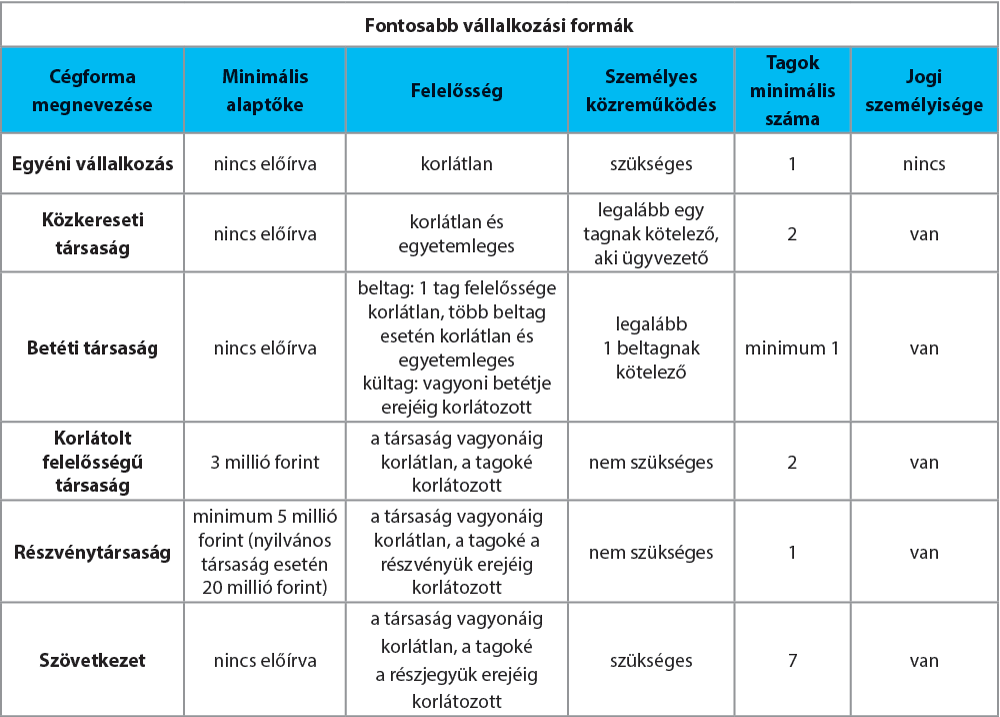 Fontosabb vállalkozási formák
Cégforma
megnevezése
Minimális
alaptőke
Felelősség
Személyes
közreműködés
Tagok
minimális
száma
Jogi
személyisége
Egyéni vállalkozás
nincs előírva
korlátlan
szükséges
1
nincs
Közkereseti
társaság
nincs előírva
korlátlan és
egyetemleges
legalább egy
tagnak kötelező,
aki ügyvezető
2
van
Betéti társaság
nincs előírva
beltag: 1 tag felelőssége
korlátlan, több beltag
esetén korlátlan és
egyetemleges
kültag: vagyoni betétje
erejéig korlátozott
legalább
1 beltagnak
kötelező
minimum 1
van
Korlátolt
felelősségű
társaság
3 millió forint
a társaság vagyonáig
korlátlan, a tagoké
korlátozott
nem szükséges
2
van
Részvénytársaság
minimum 5 millió
forint (nyilvános
társaság esetén
20 millió forint)
a társaság vagyonáig
korlátlan, a tagoké a
részvényük erejéig
korlátozott
nem szükséges
1
van
Szövetkezet
nincs előírva
a társaság vagyonáig
korlátlan, a tagoké
a részjegyük erejéig
korlátozott
szükséges
7
van